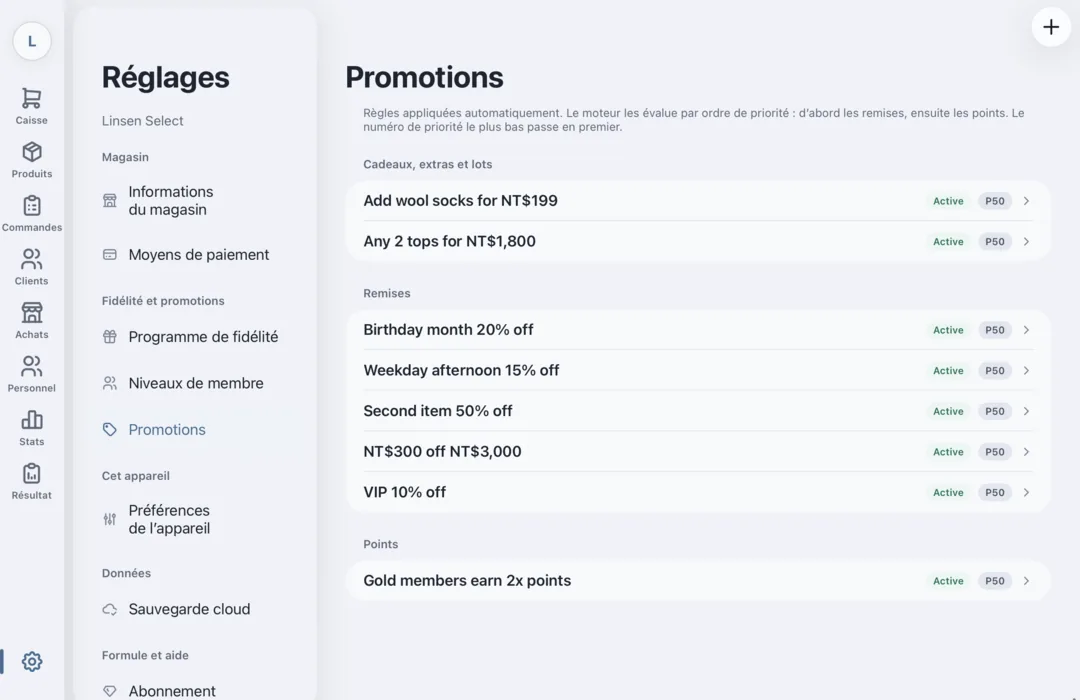 L
Caisse
Produits
Commandes
Clients
Achats
Personnel
Stats
Résultat
Réglages
Linsen Select
Magasin
Informations
du magasin
Moyens de paiement
Fidélité et promotions
Programme de fidélité
Niveaux de membre
Promotions
Cet appareil
Préférences
de l’appareil
Données
Sauvegarde cloud
Formule et aide
Abonnement
Promotions
Règles appliquées automatiquement. Le moteur les évalue par ordre de priorité : d’abord les remises, ensuite les points. Le
numéro de priorité le plus bas passe en premier.
Cadeaux, extras et lots
Add wool socks for NT$199 Active P50
Any 2 tops for NT$1,800 Active P50
Remises
Birthday month 20% off Active P50
Weekday afternoon 15% off Active P50
Second item 50% off Active P50
NT$300 off NT$3,000 Active P50
VIP 10% off Active P50
Points
Gold members earn 2x points Active P50